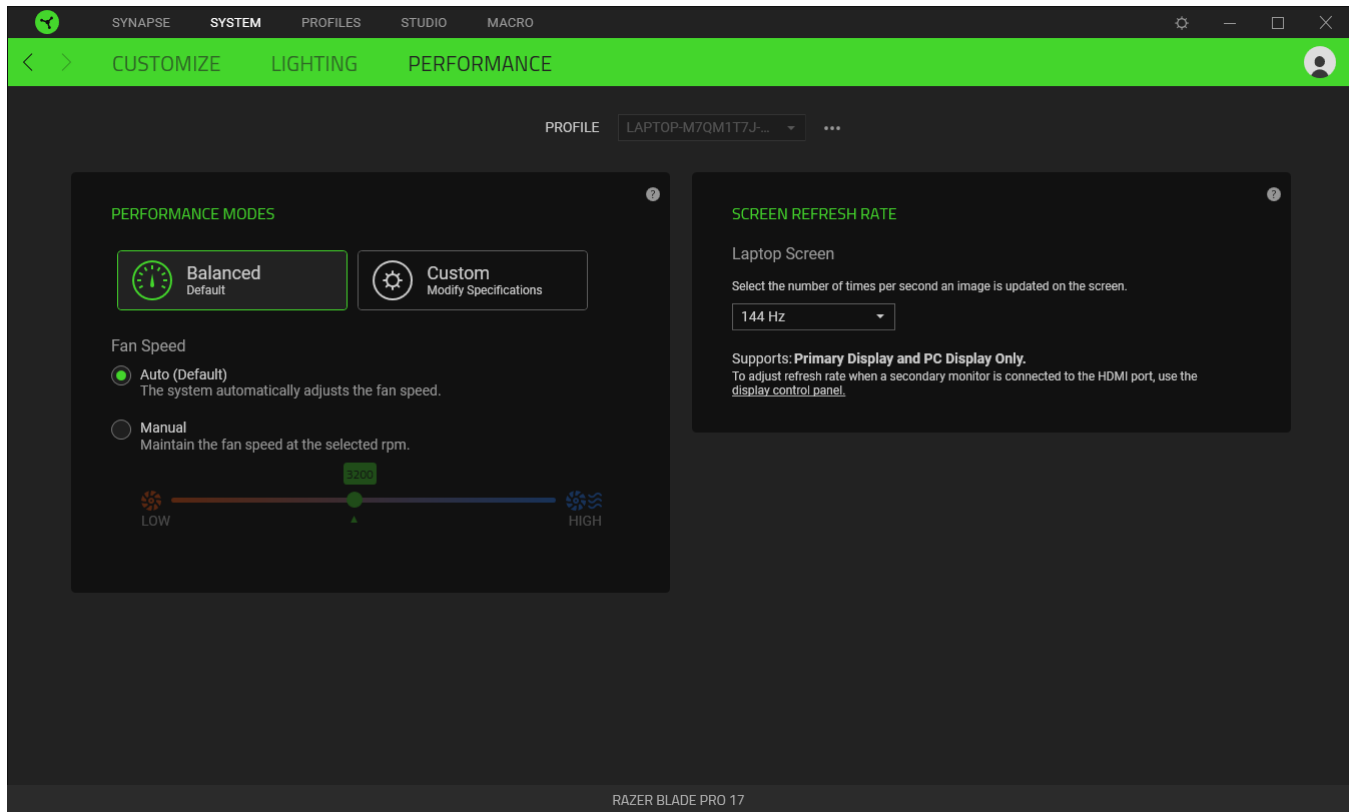 SYNAPSE SYSTEM PROFILES STUDIO MACRO
CUSTOMIZE LIGHTING PERFORMANCE
PROFILE LAPTOP-M7QM1T7J-...
PERFORMANCE MODES
Balanced
Default
Custom
Modify Specifications
Fan Speed
Auto (Default)
The system automatically adjusts the fan speed.
Manual
Maintain the fan speed at the selected rpm.
3200
LOW HIGH
SCREEN REFRESH RATE
Laptop Screen
Select the number of times per second an image is updated on the screen.
144 Hz
Supports: Primary Display and PC Display Only.
To adjust refresh rate when a secondary monitor is connected to the HDMI port, use the
display control panel.
RAZER BLADE PRO 17